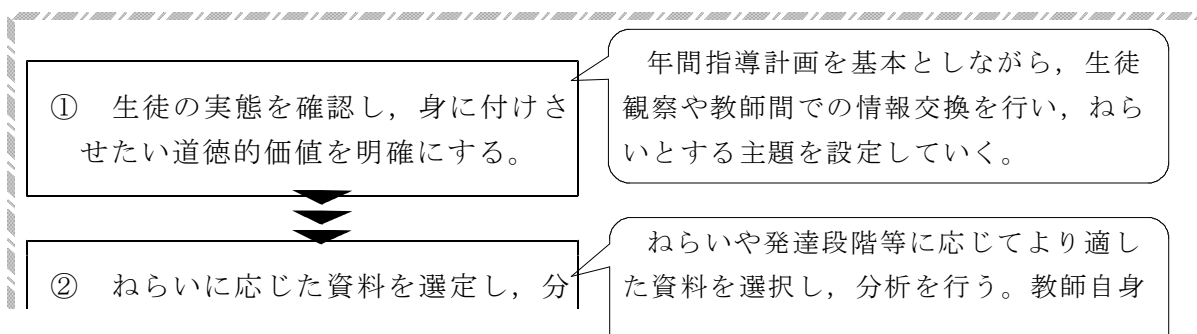 ① 生徒の実態を確認し，身に付けさ
せたい道徳的価値を明確にする。
年間指導計画を基本としながら，生徒
観察や教師間での情報交換を行い，ねら
いとする主題を設定していく。
② ねらいに応じた資料を選定し，分
ねらいや発達段階等に応じてより適し
た資料を選択し，分析を行う。教師自身